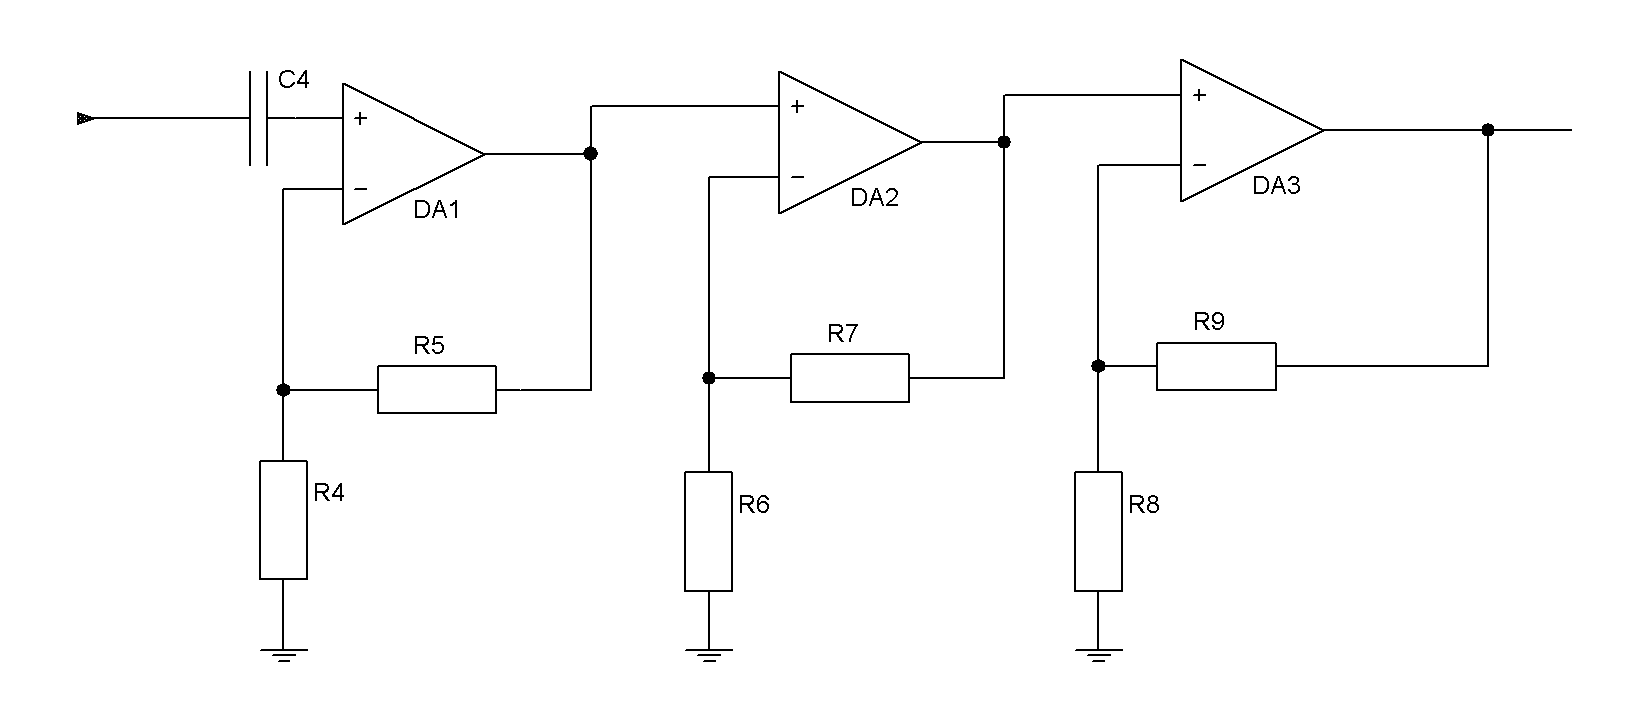 C4
+
−
DA1
R5
R4
+
−
DA2
R7
R6
+
−
DA3
R9
R8